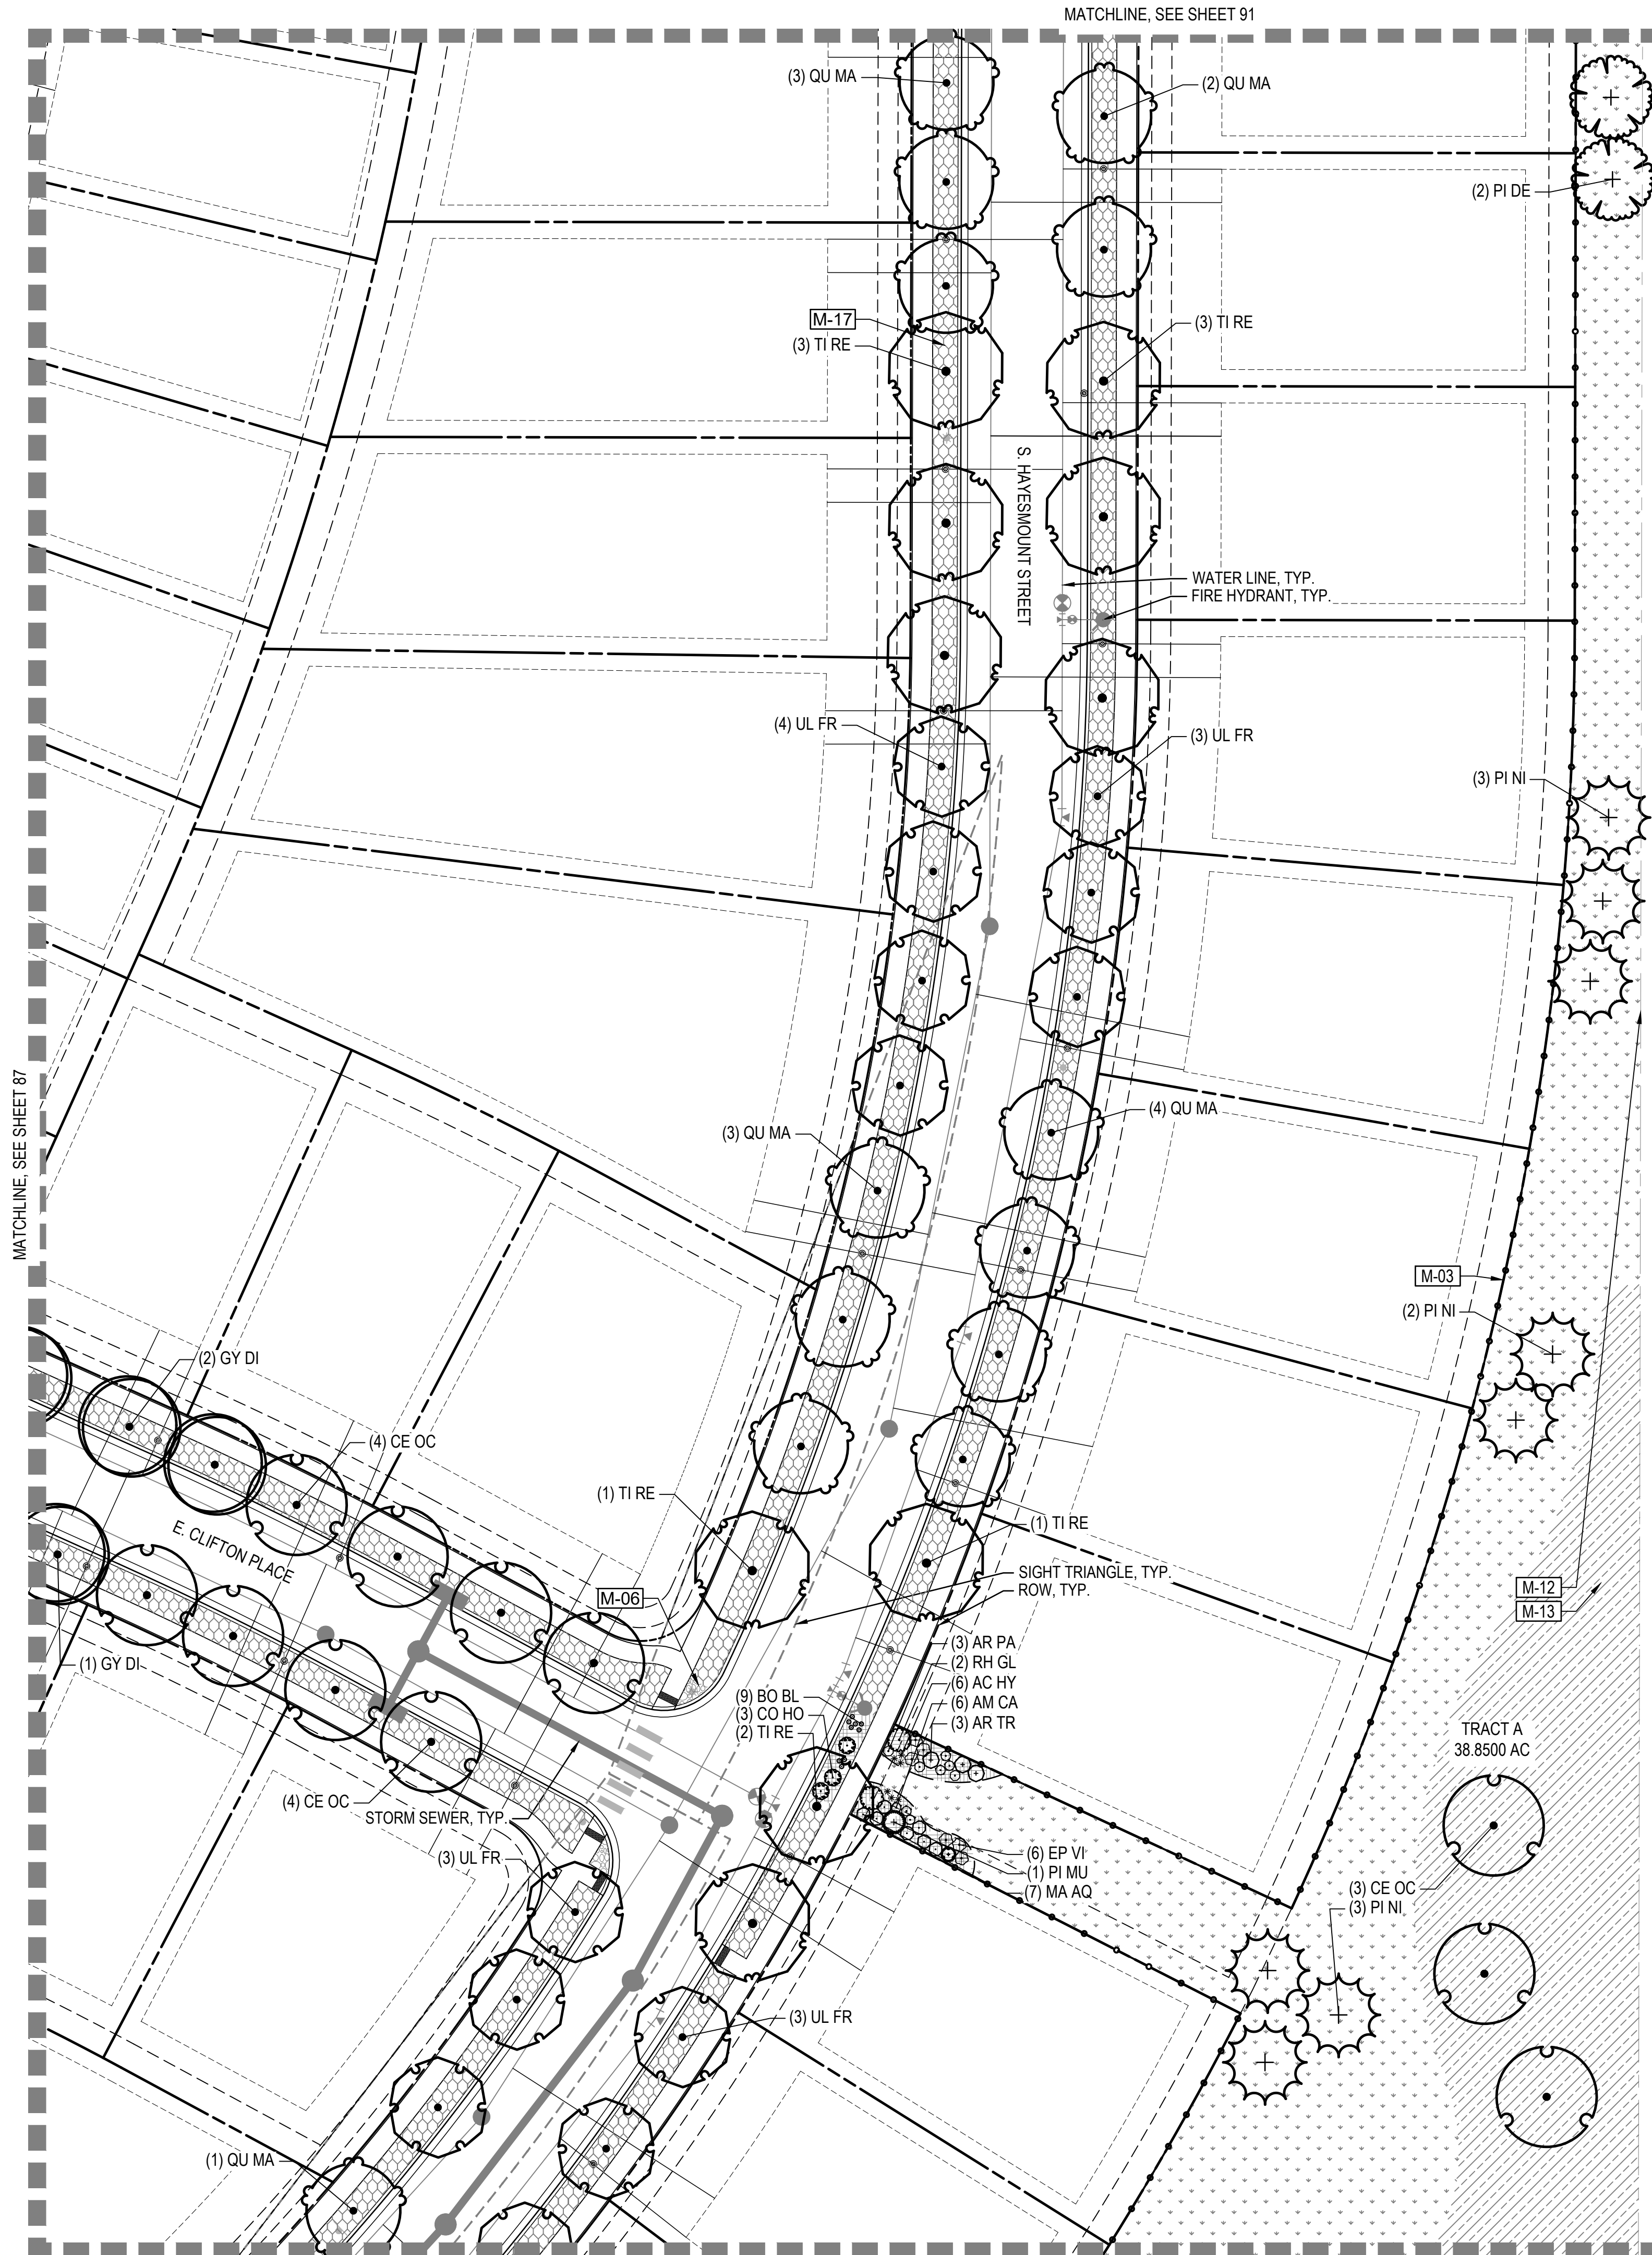 MATCHLINE, SEE SHEET 91
(3) QU MA
(2) QU MA
(2) PI DE
M-17
(3) TI RE
(3) TI RE
S. HAYESMOUNT STREET
WATER LINE, TYP.
FIRE HYDRANT, TYP.
(4) UL FR
(3) UL FR
(3) PI NI
MATCHLINE, SEE SHEET 87
(3) QU MA
(4) QU MA
M-03
(2) PI NI
(2) GY DI
(4) CE OC
(1) TI RE
(1) TI RE
E. CLIFTON PLACE
SIGHT TRIANGLE, TYP.
ROW, TYP.
M-06
M-12
M-13
(1) GY DI
(3) AR PA
(2) RH GL
(6) AC HY
(6) AM CA
(3) AR TR
(9) BO BL
(3) CO HO
(2) TI RE
TRACT A
38.8500 AC
(4) CE OC
STORM SEWER, TYP.
(3) UL FR
(6) EP VI
(1) PI MU
(7) MA AQ
(3) CE OC
(3) PI NI
(3) UL FR
(1) QU MA